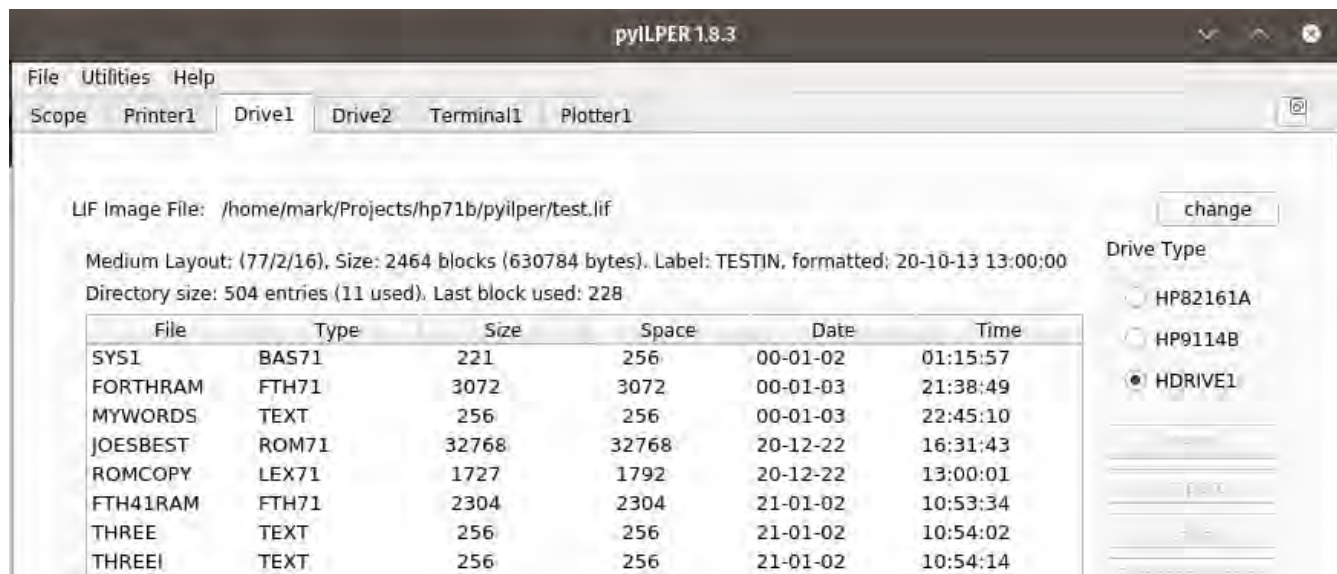 pyILPER 1.8.3
File Utilities Help
Scope Printer1 Drive1 Drive2 Terminal1 Plotter1
LIF Image File: /home/mark/Projects/hp71b/pyilper/test.lif
change
Medium Layout: (77/2/16), Size: 2464 blocks (630784 bytes). Label: TESTIN, formatted: 20-10-13 13:00:00
Drive Type
Directory size: 504 entries (11 used). Last block used: 228
HP82161A
File Type Size Space Date Time
HP9114B
SYS1 BAS71 221 256 00-01-02 01:15:57
FORTHRAM FTH71 3072 3072 00-01-03 21:38:49
HDRIVE1
MYWORDS TEXT 256 256 00-01-03 22:45:10
JOESBEST ROM71 32768 32768 20-12-22 16:31:43
ROMCOPY LEX71 1727 1792 20-12-22 13:00:01
FTH41RAM FTH71 2304 2304 21-01-02 10:53:34
THREE TEXT 256 256 21-01-02 10:54:02
THREEI TEXT 256 256 21-01-02 10:54:14